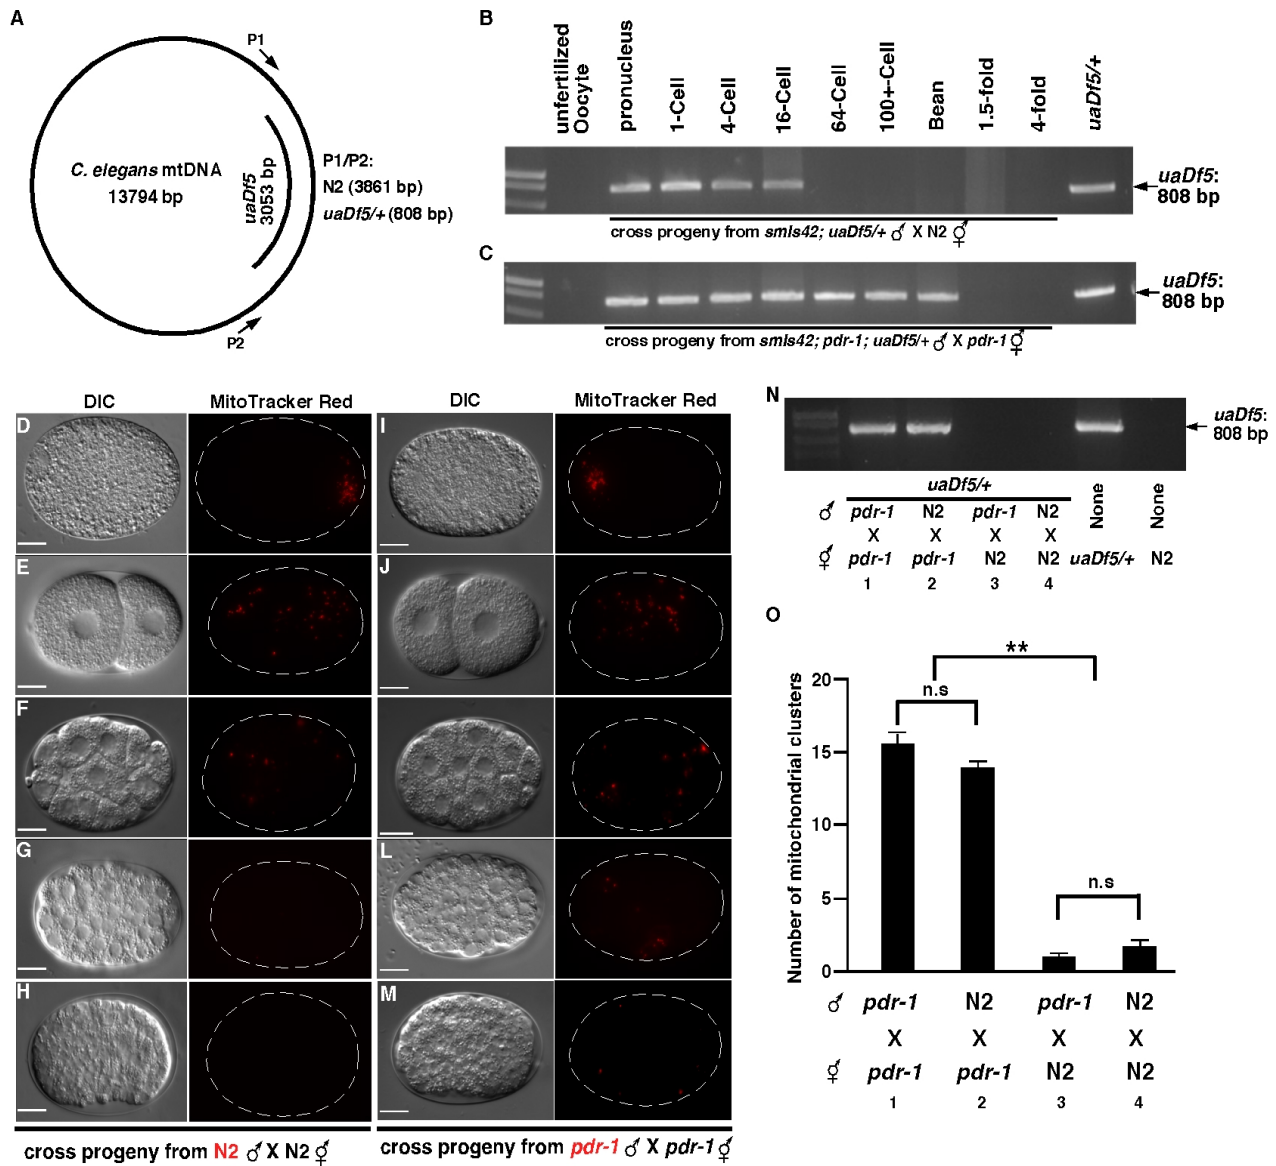 A
P1
C. elegans mtDNA
13794 bp
uaDf5
3053 bp
P1/P2:
N2 (3861 bp)
uaDf5/+ (808 bp)
P2
B
unfertilized
Oocyte
pronucleus
1-Cell
4-Cell
16-Cell
64-Cell
100+-Cell
Bean
1.5-fold
4-fold
uaDf5/+
uaDf5:
808 bp
cross progeny from smIs42; uaDf5/+ ♂ X N2 ⚥
C
uaDf5:
808 bp
cross progeny from smIs42; pdr-1; uaDf5/+ ♂ X pdr-1 ⚥
DIC
MitoTracker Red
DIC
MitoTracker Red
D
I
E
J
F
G
L
H
M
cross progeny from N2 ♂ X N2 ⚥
cross progeny from pdr-1 ♂ X pdr-1 ⚥
N
uaDf5:
808 bp
uaDf5/+
♂ pdr-1 N2 pdr-1 N2 None None
X X X X
⚥ pdr-1 pdr-1 N2 N2 uaDf5/+ N2
1 2 3 4
O
Number of mitochondrial clusters
20
15
10
5
0
**
n.s
n.s
♂ pdr-1 N2 pdr-1 N2
X X X X
⚥ pdr-1 pdr-1 N2 N2
1 2 3 4